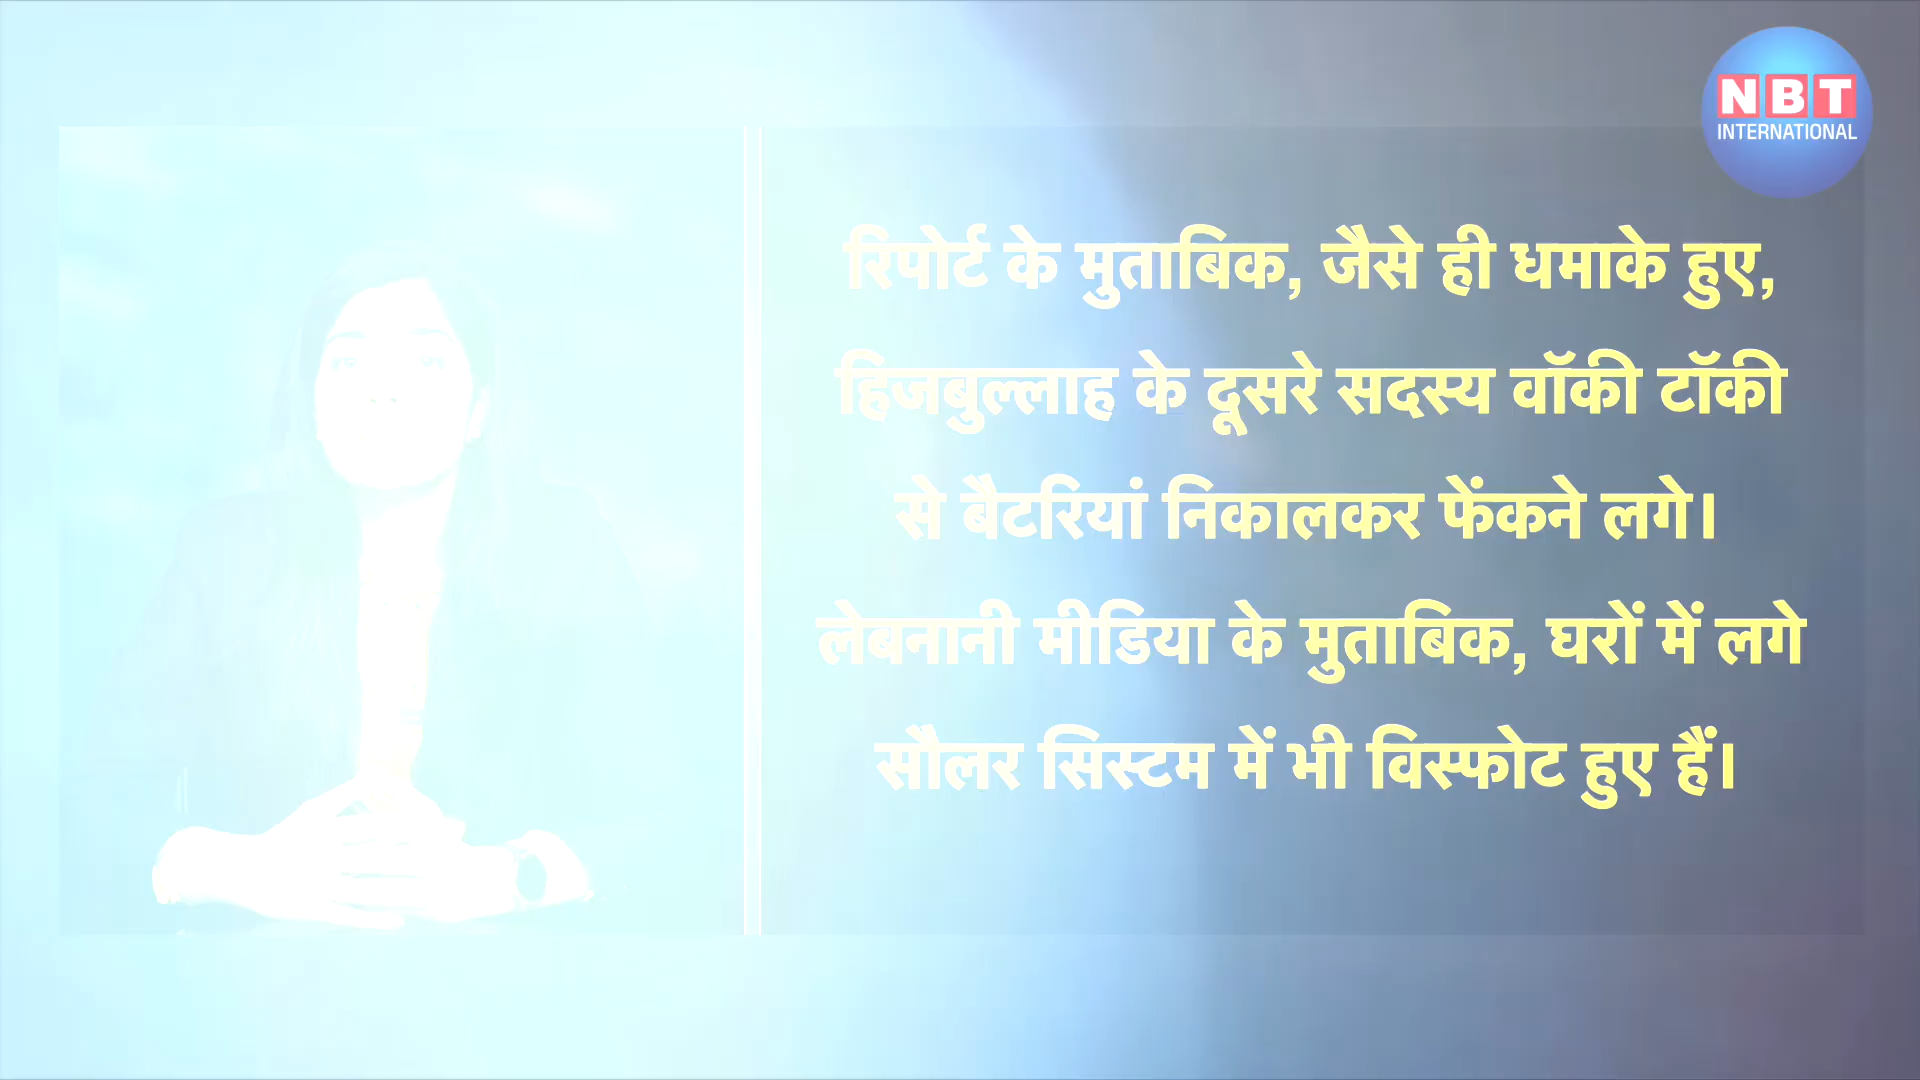 NBT
INTERNATIONAL
रिपोर्ट के मुताबिक, जैसे ही धमाके हुए,
हिजबुल्लाह के दूसरे सदस्य वॉकी टॉकी
से बैटरियां निकालकर फेंकने लगे।
लेबनानी मीडिया के मुताबिक, घरों में लगे
सौलर सिस्टम में भी विस्फोट हुए हैं।